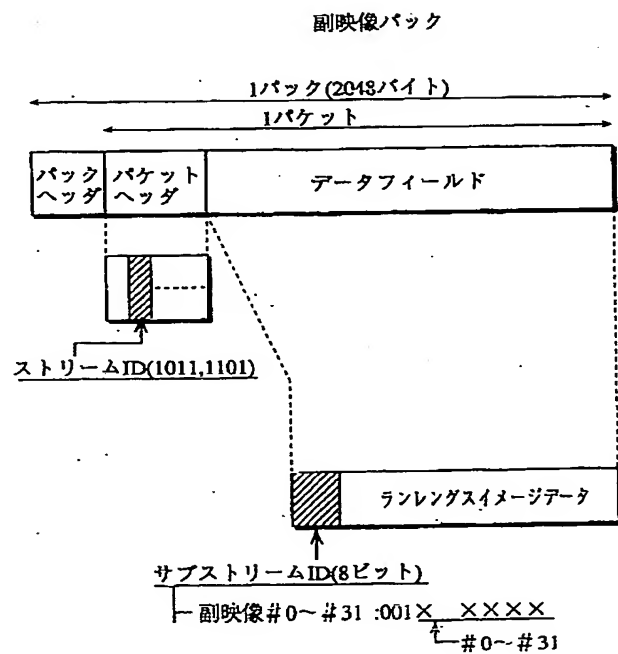 副映像パック
1パック(2048バイト)
1パケット
パックヘッダ
パケットヘッダ
データフィールド
ストリームID(1011,1101)
ランレングスイメージデータ
サブストリームID(8ビット)
副映像#0～#31 :001× ××××
#0～#31